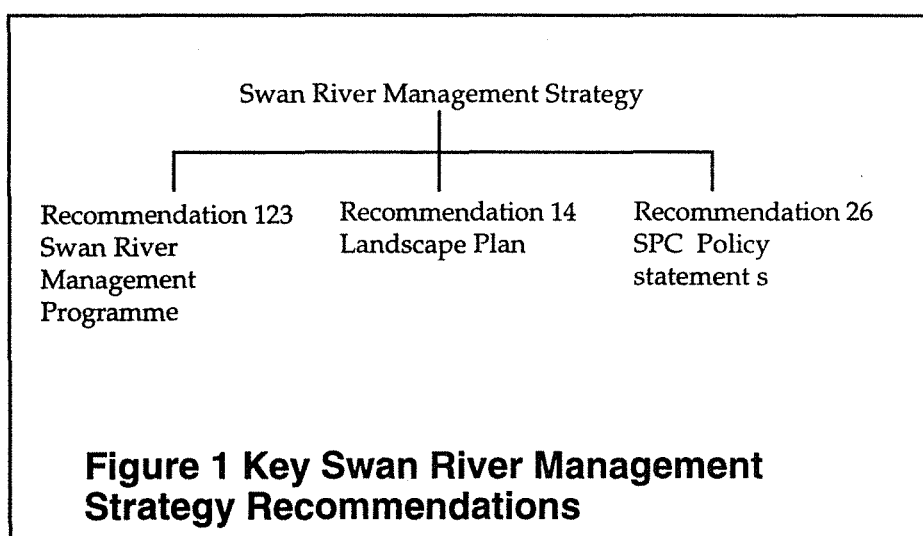 Swan River Management Strategy
Recommendation 123
Swan River
Management
Programme
Recommendation 14
Landscape Plan
Recommendation 26
SPC Policy
statement s
Figure 1 Key Swan River Management
Strategy Recommendations